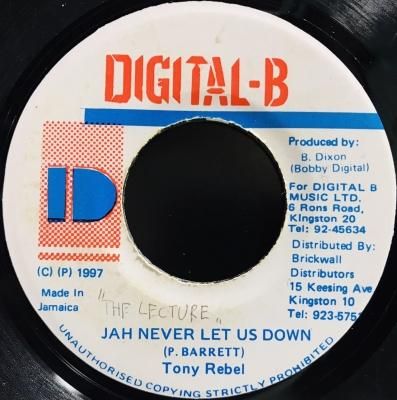 DIGITAL-B
Produced by:
B. Dixon
(Bobby Digital)
For DIGITAL B
MUSIC LTD.
6 Rons Road,
Kingston 20
Tel: 92-45634
Distributed By:
Brickwall
Distributors
15 Keesing Ave
Kingston 10
Tel: 923-575
D
(C) (P) 1997
Made In
Jamaica
"THE LECTURE"
JAH NEVER LET US DOWN
(P. BARRETT)
Tony Rebel
UNAUTHORISED COPYING STRICTLY PROHIBITED